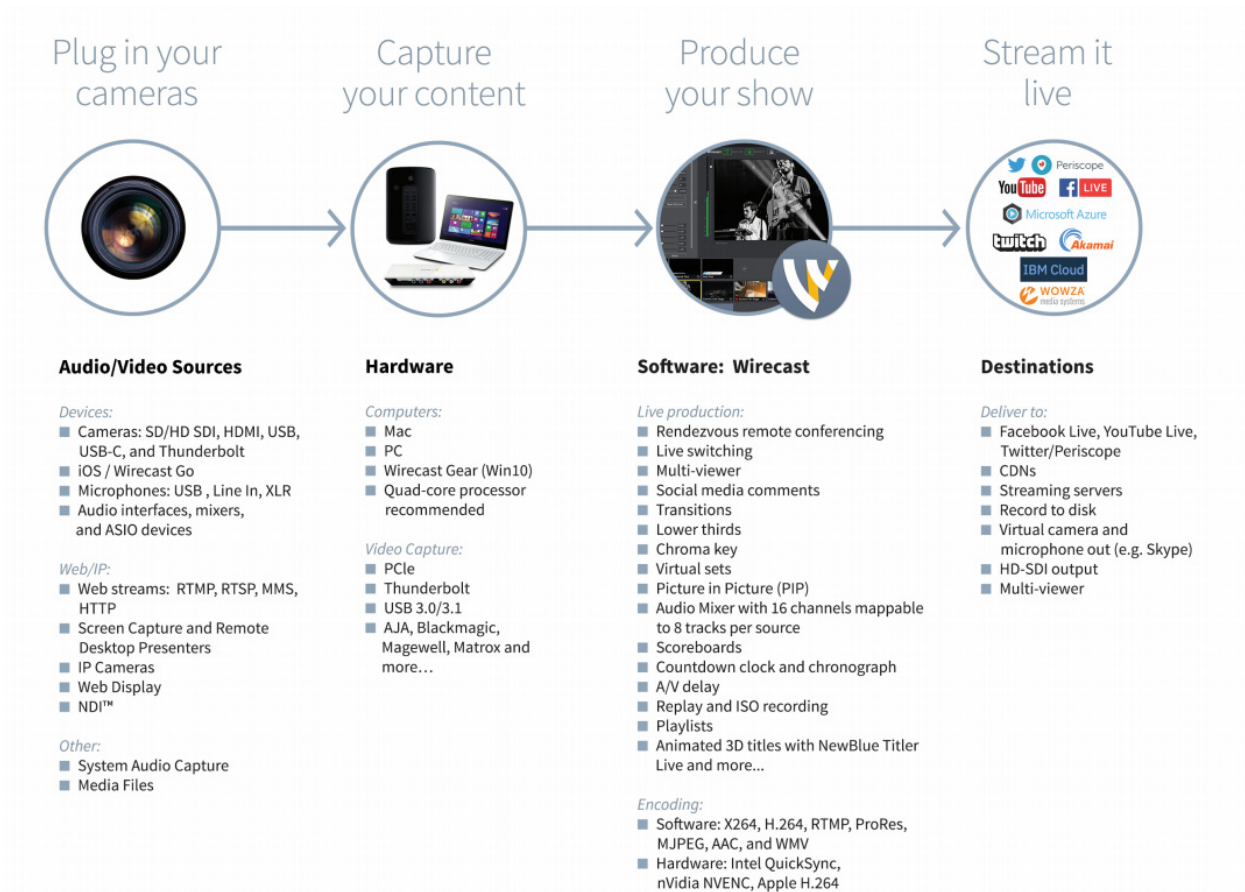 Plug in your
cameras
Capture
your content
Produce
your show
Stream it
live
Periscope
YouTube
f LIVE
Microsoft Azure
twitch
Akamai
IBM Cloud
WOWZA
media systems
Audio/Video Sources
Devices:
Cameras: SD/HD SDI, HDMI, USB,
USB-C, and Thunderbolt
iOS / Wirecast Go
Microphones: USB , Line In, XLR
Audio interfaces, mixers,
and ASIO devices
Web/IP:
Web streams: RTMP, RTSP, MMS,
HTTP
Screen Capture and Remote
Desktop Presenters
IP Cameras
Web Display
NDI™
Other:
System Audio Capture
Media Files
Hardware
Computers:
Mac
PC
Wirecast Gear (Win10)
Quad-core processor
recommended
Video Capture:
PCIe
Thunderbolt
USB 3.0/3.1
AJA, Blackmagic,
Magewell, Matrox and
more…
Software: Wirecast
Live production:
Rendezvous remote conferencing
Live switching
Multi-viewer
Social media comments
Transitions
Lower thirds
Chroma key
Virtual sets
Picture in Picture (PIP)
Audio Mixer with 16 channels mappable
to 8 tracks per source
Scoreboards
Countdown clock and chronograph
A/V delay
Replay and ISO recording
Playlists
Animated 3D titles with NewBlue Titler
Live and more...
Encoding:
Software: X264, H.264, RTMP, ProRes,
MJPEG, AAC, and WMV
Hardware: Intel QuickSync,
nVidia NVENC, Apple H.264
Destinations
Deliver to:
Facebook Live, YouTube Live,
Twitter/Periscope
CDNs
Streaming servers
Record to disk
Virtual camera and
microphone out (e.g. Skype)
HD-SDI output
Multi-viewer